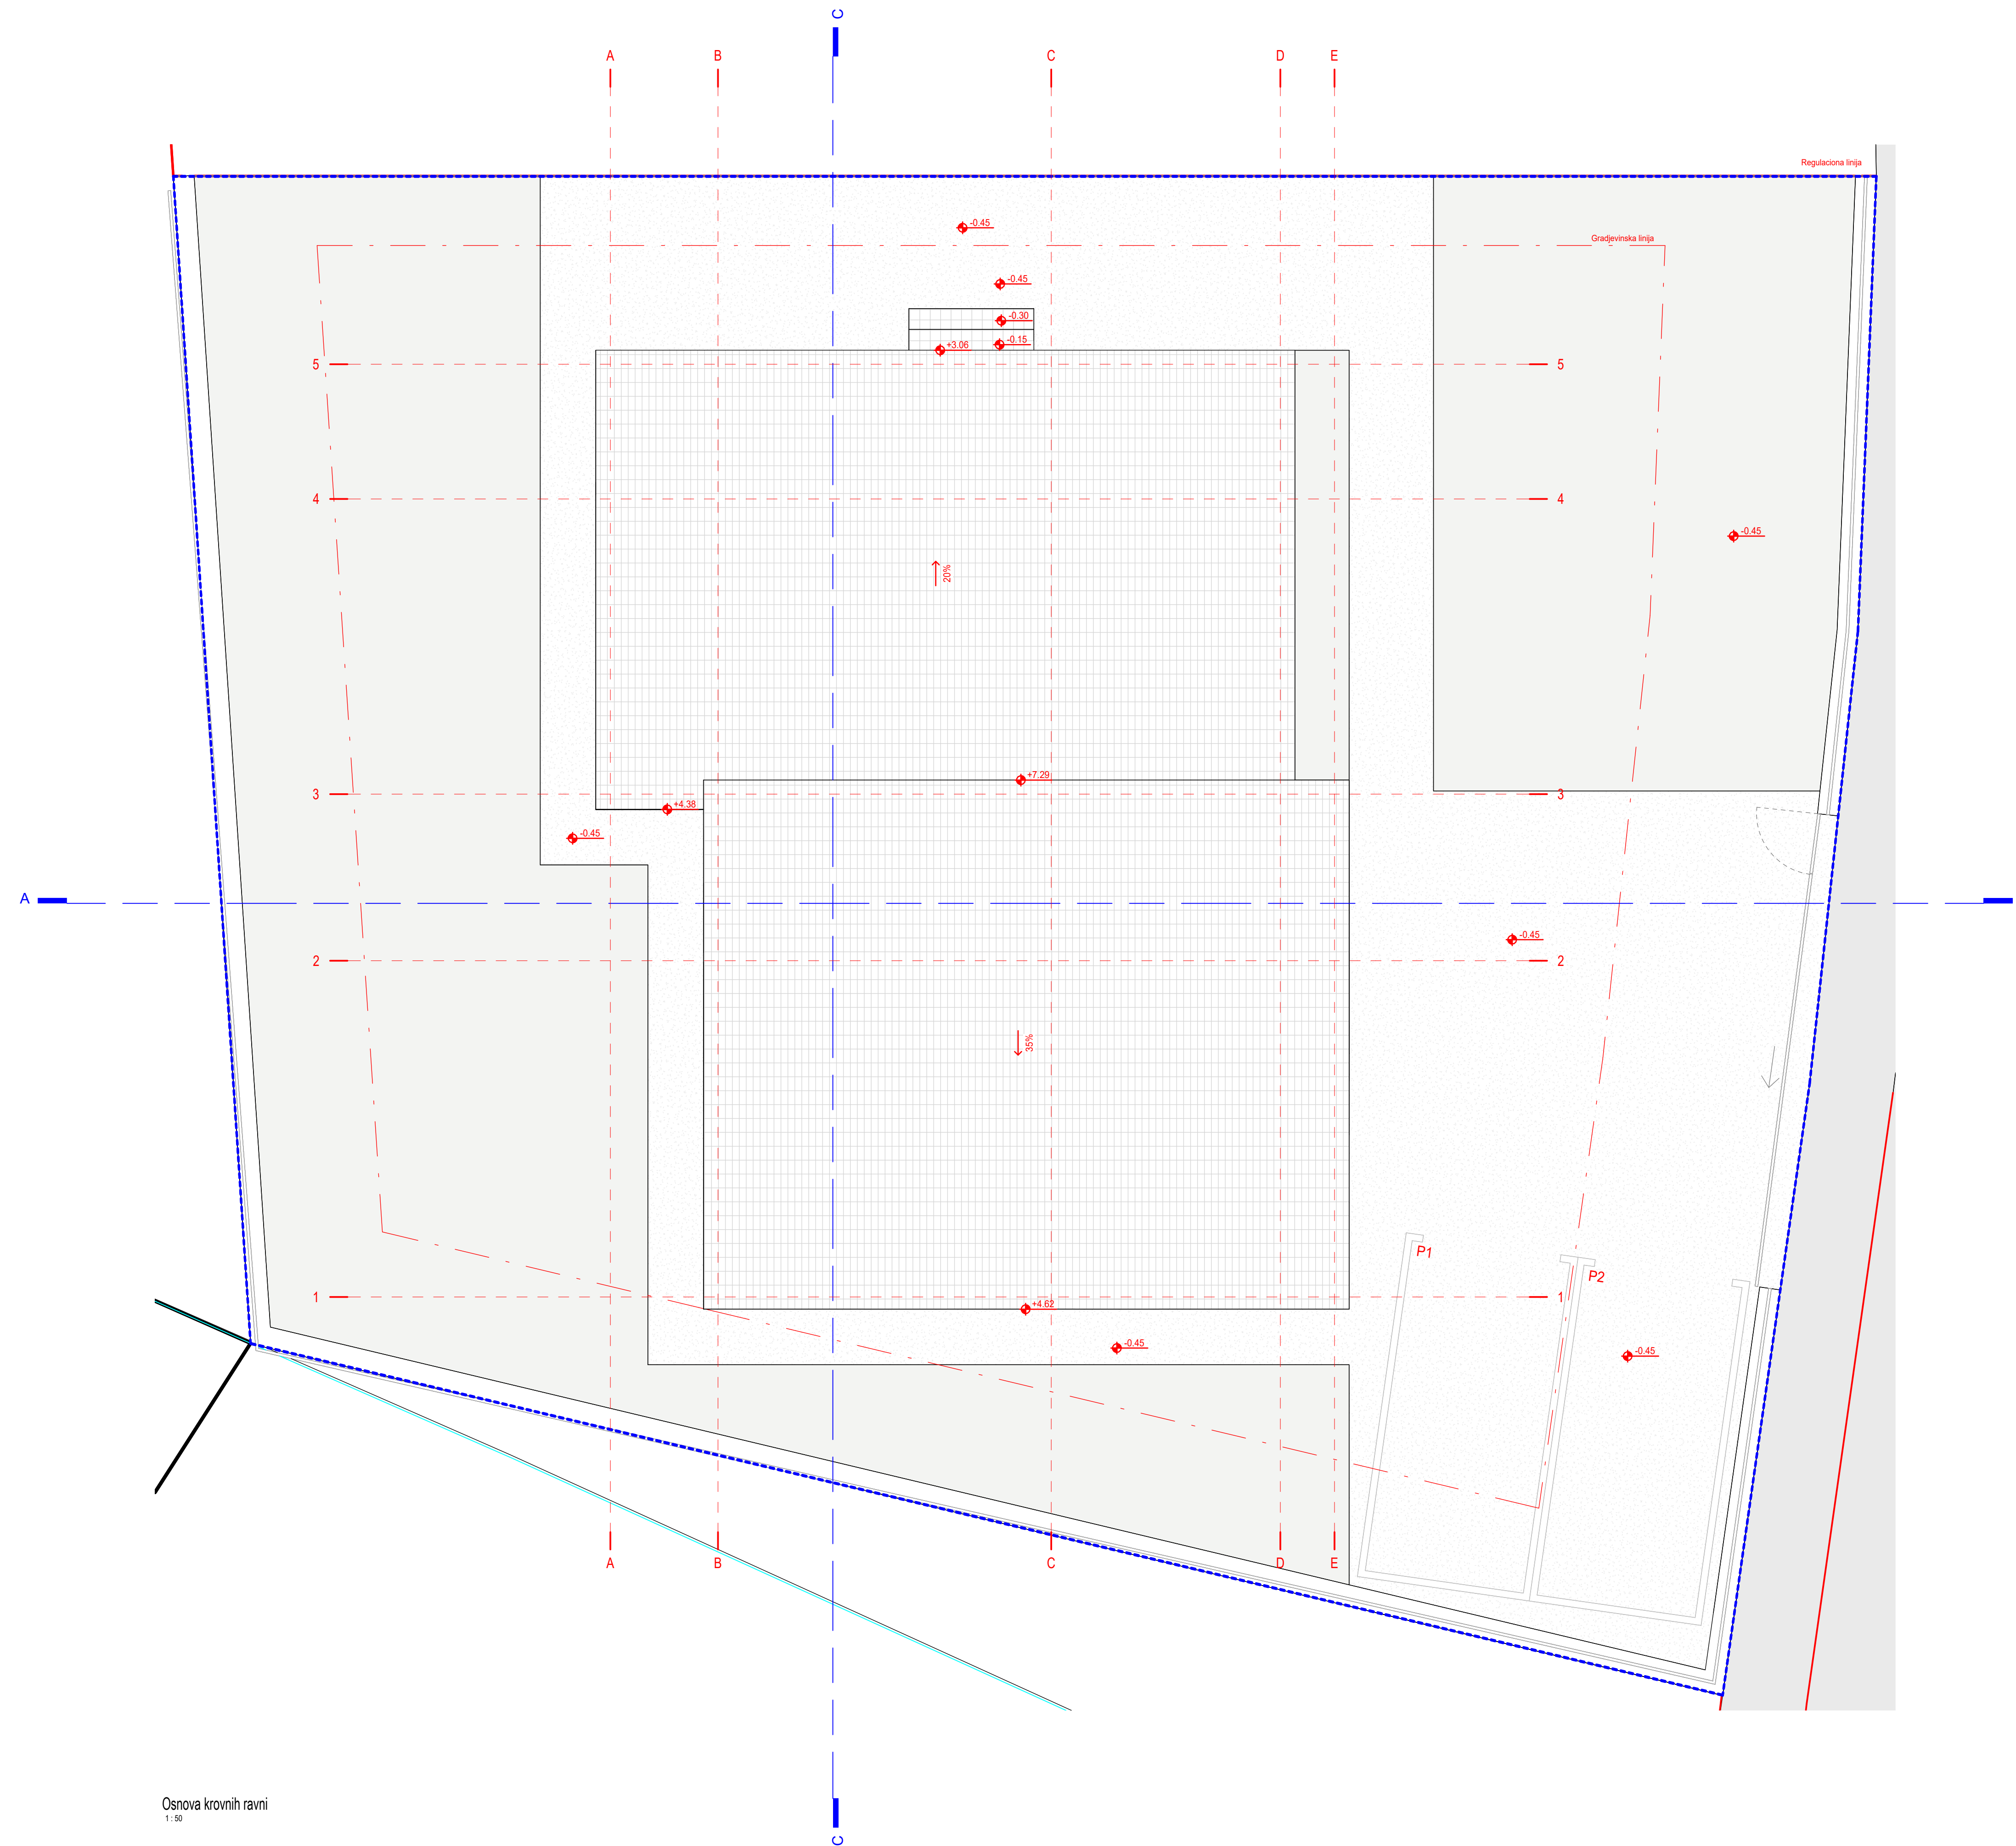 C
A B C D E
Regulaciona linija
-0.45
Gradjevinska linija
-0.45
-0.30
+3.06 -0.15
5 5
4 4
-0.45
20%
+7.29
3 3
+4.38
-0.45
A
-0.45
2 2
35%
P1
P2
1 1
+4.62
-0.45
-0.45
A B C D E
Osnova krovnih ravni
1 : 50
C